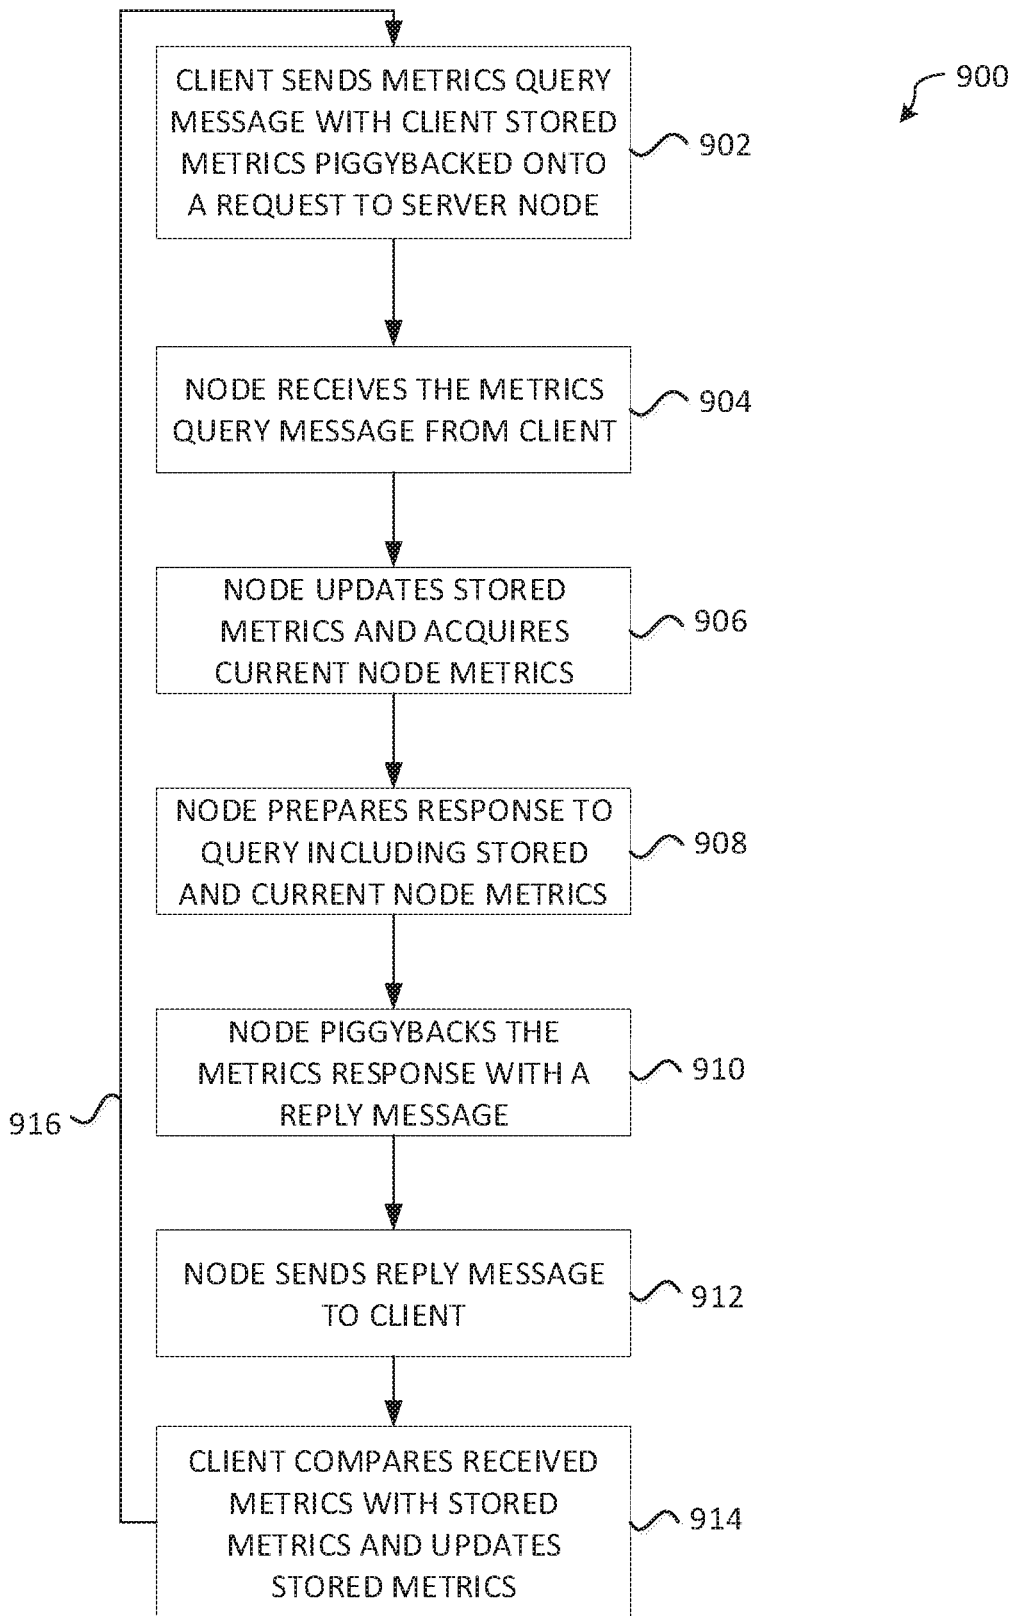 900
CLIENT SENDS METRICS QUERY
MESSAGE WITH CLIENT STORED
METRICS PIGGYBACKED ONTO
A REQUEST TO SERVER NODE
902
NODE RECEIVES THE METRICS
QUERY MESSAGE FROM CLIENT
904
NODE UPDATES STORED
METRICS AND ACQUIRES
CURRENT NODE METRICS
906
NODE PREPARES RESPONSE TO
QUERY INCLUDING STORED
AND CURRENT NODE METRICS
908
NODE PIGGYBACKS THE
METRICS RESPONSE WITH A
REPLY MESSAGE
910
916
NODE SENDS REPLY MESSAGE
TO CLIENT
912
CLIENT COMPARES RECEIVED
METRICS WITH STORED
METRICS AND UPDATES
STORED METRICS
914